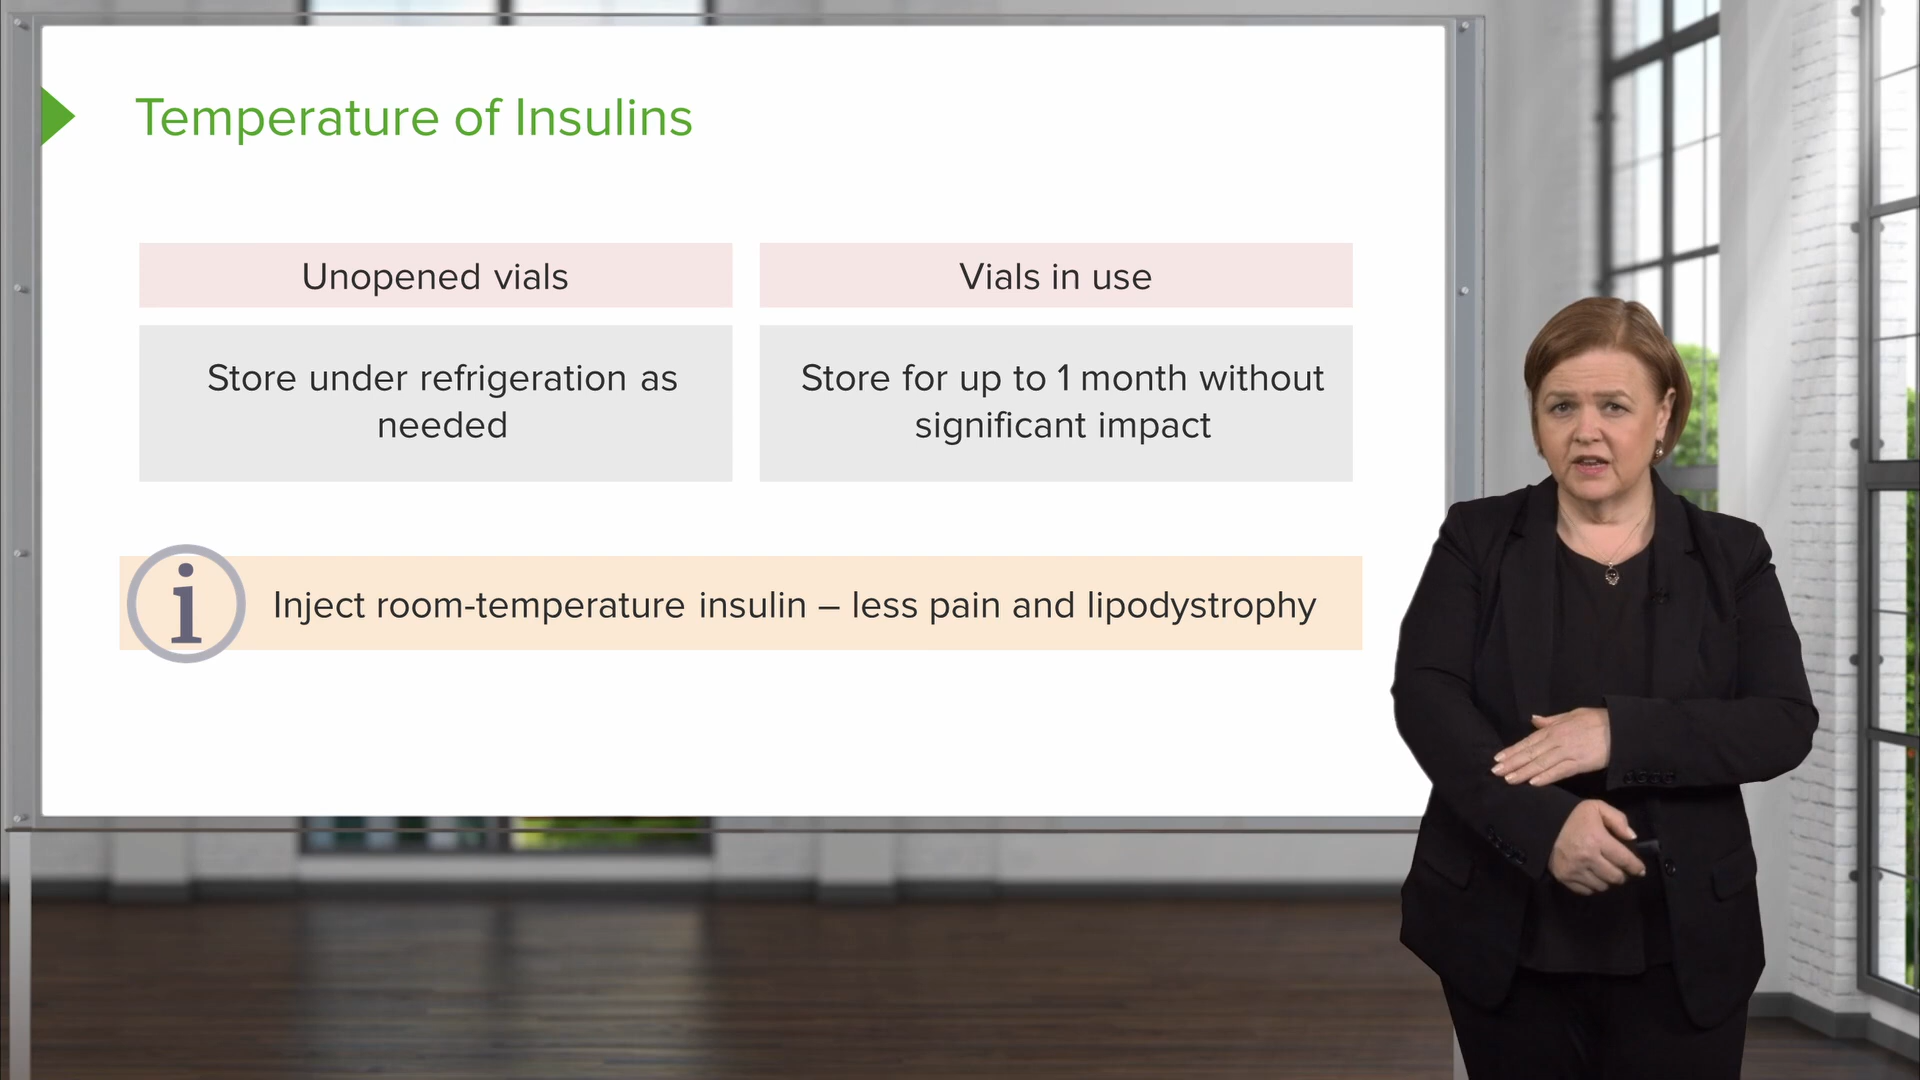 Temperature of Insulins
Unopened vials
Vials in use
Store under refrigeration as
needed
Store for up to 1 month without
significant impact
i
Inject room-temperature insulin – less pain and lipodystrophy